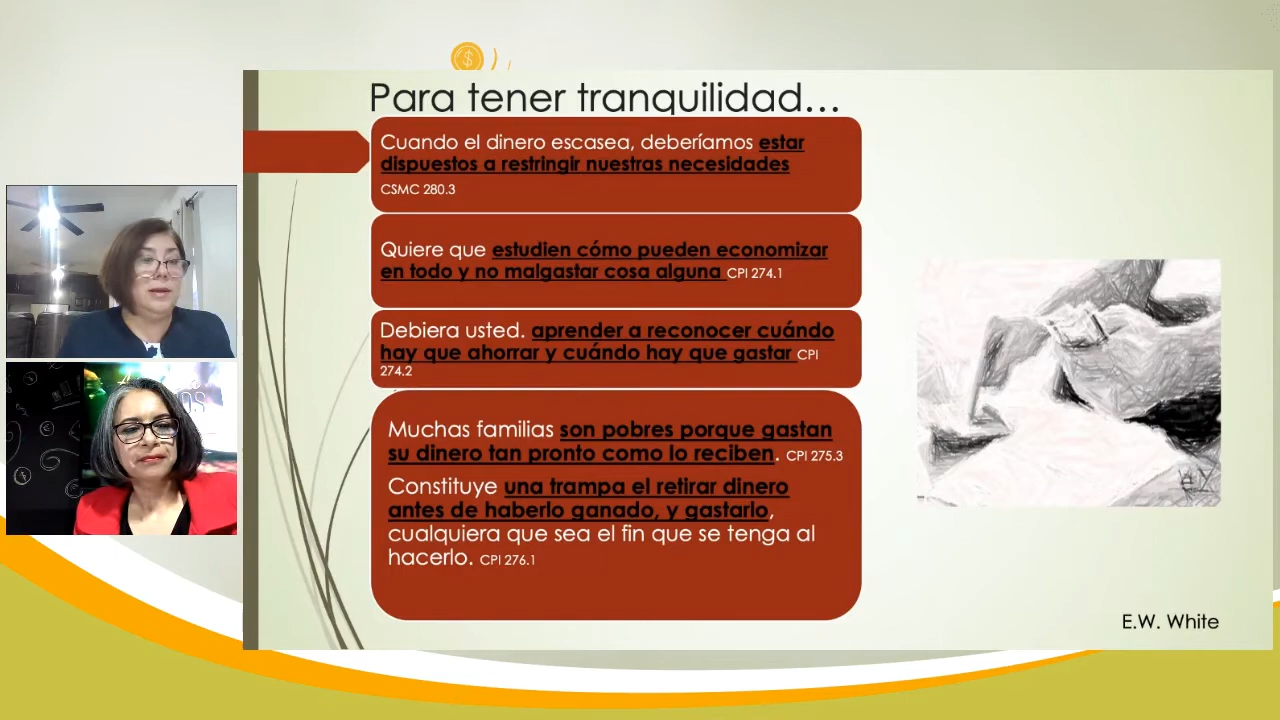 Para tener tranquilidad...
Cuando el dinero escasea, deberíamos estar
dispuestos a restringir nuestras necesidades
CSMC 280.3
Quiere que estudien cómo pueden economizar
en todo y no malgastar cosa alguna CPI 274.1
Debiera usted. aprender a reconocer cuándo
hay que ahorrar y cuándo hay que gastar CPI
274.2
Muchas familias son pobres porque gastan
su dinero tan pronto como lo reciben. CPI 275.3
Constituye una trampa el retirar dinero
antes de haberlo ganado, y gastarlo,
cualquiera que sea el fin que se tenga al
hacerlo. CPI 276.1
E.W. White